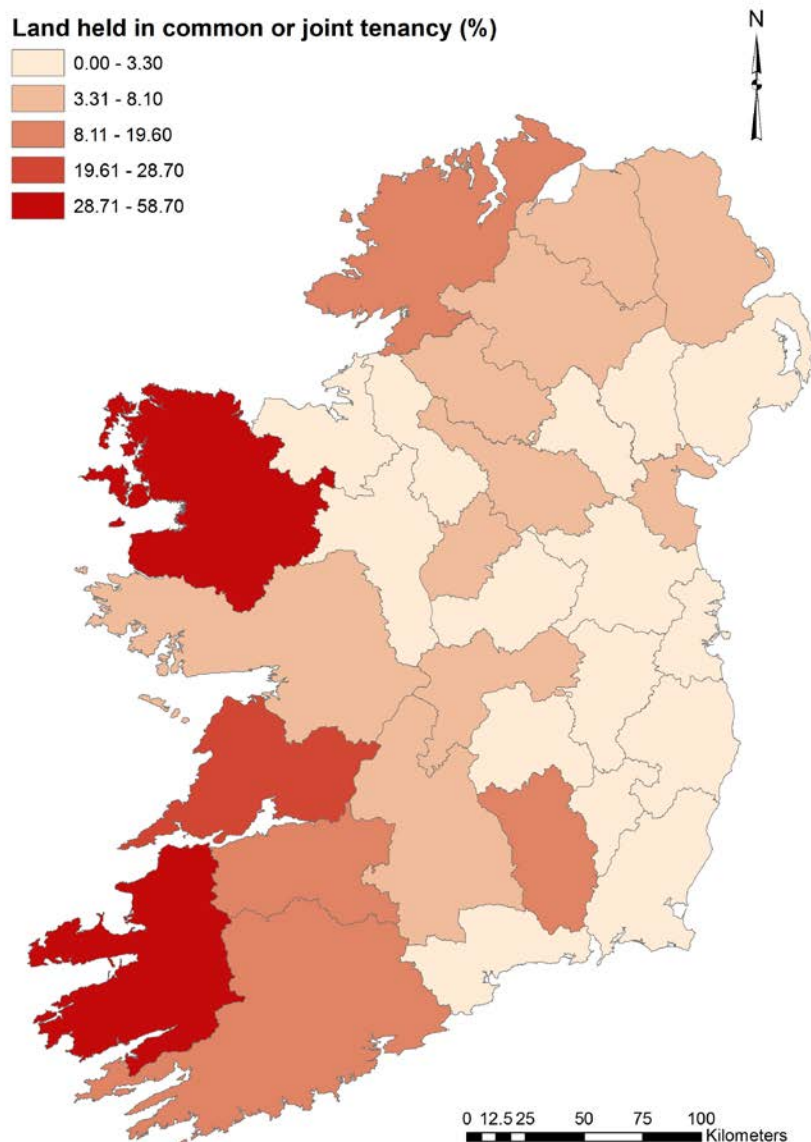 Land held in common or joint tenancy (%)
N
0.00 - 3.30
3.31 - 8.10
8.11 - 19.60
19.61 - 28.70
28.71 - 58.70
0 12.5 25 50 75 100
Kilometers